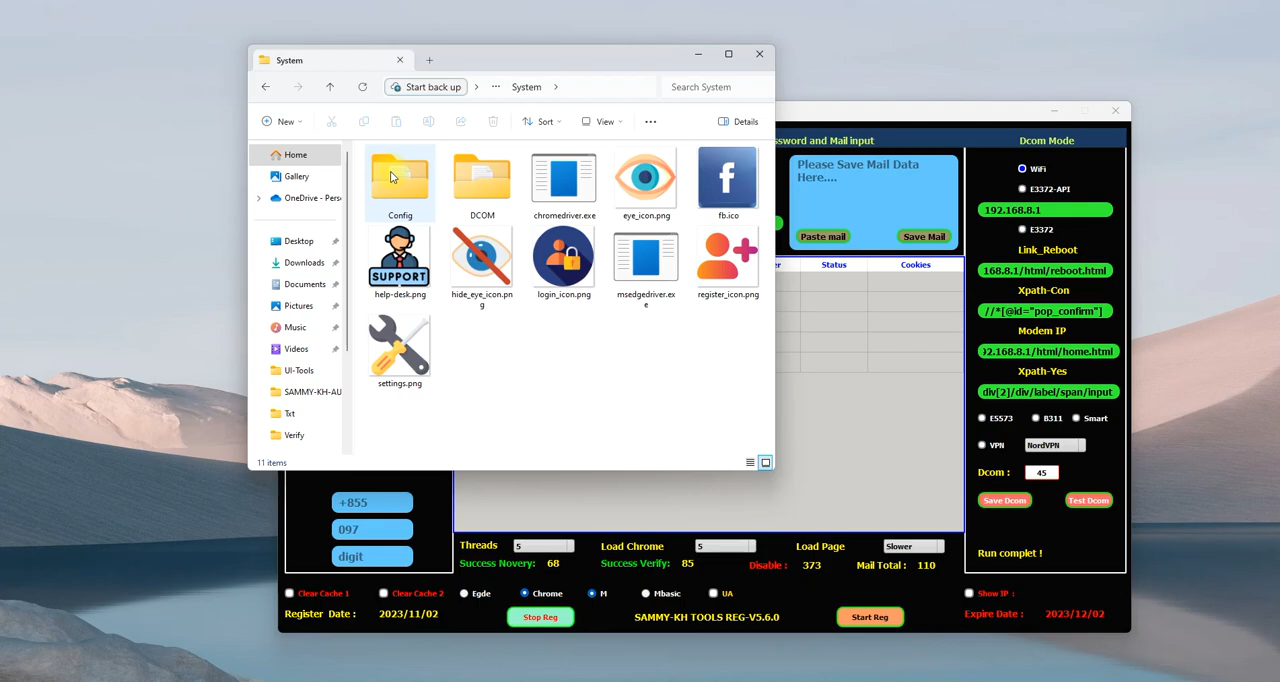 System
Start back up
System
Search System
New
Sort
View
Details
Home
Gallery
OneDrive - Pers
Desktop
Downloads
Documents
Pictures
Music
Videos
UI-Tools
SAMMY-KH-AU
Txt
Verify
Config
DCOM
chromedriver.exe
eye_icon.png
fb.ico
SUPPORT
help-desk.png
hide_eye_icon.pn
g
login_icon.png
msedgedriver.ex
e
register_icon.png
settings.png
11 items
ssword and Mail input
Please Save Mail Data
Here....
Paste mail
Save Mail
er
Status
Cookies
Dcom Mode
WiFi
E3372-API
192.168.8.1
E3372
Link_Reboot
168.8.1/html/reboot.html
Xpath-Con
//*[@id="pop_confirm"]
Modem IP
)2.168.8.1/html/home.html
Xpath-Yes
div[2]/div/label/span/input
E5573
B311
Smart
VPN
NordVPN
Dcom :
45
Save Dcom
Test Dcom
Run complet !
+855
097
digit
Threads
5
Load Chrome
5
Load Page
Slower
Success Novery: 68
Success Verify: 85
Disable : 373
Mail Total : 110
Clear Cache 1
Clear Cache 2
Egde
Chrome
M
Mbasic
UA
Show IP :
Register Date : 2023/11/02
Stop Reg
SAMMY-KH TOOLS REG-V5.6.0
Start Reg
Expire Date : 2023/12/02